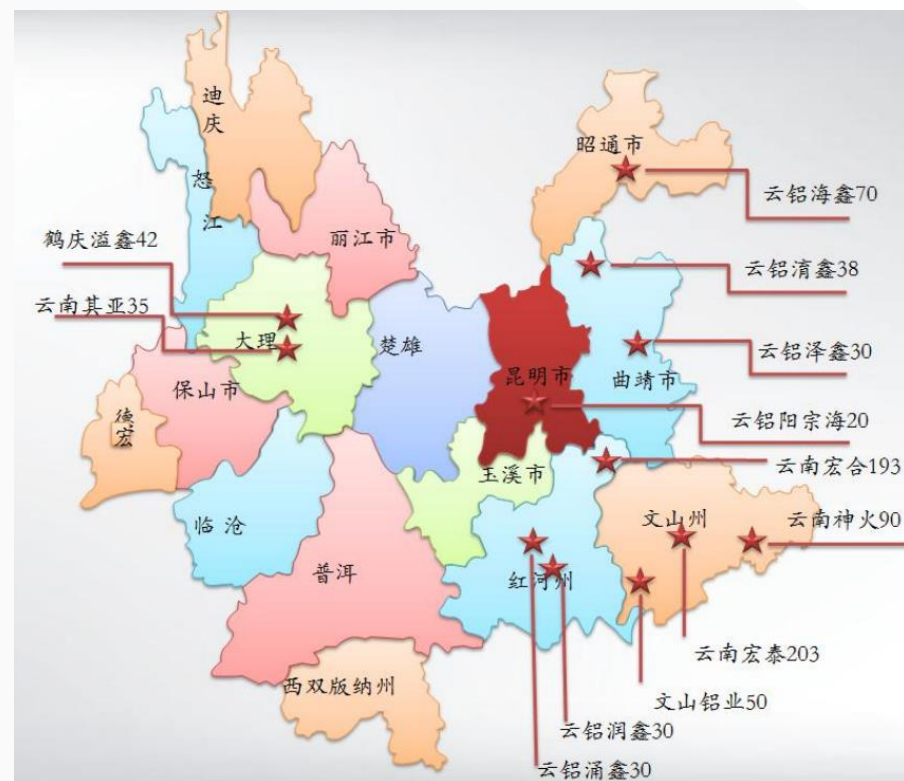 迪庆
昭通市
怒江
云铝海鑫70
鹤庆溢鑫42
丽江市
云铝淯鑫38
云南其亚35
大理
楚雄
云铝泽鑫30
昆明市
曲靖市
保山市
德宏
云铝阳宗海20
玉溪市
云南宏合193
临沧
文山州
云南神火90
普洱
红河州
云南宏泰203
西双版纳州
文山铝业50
云铝润鑫30
云铝涌鑫30